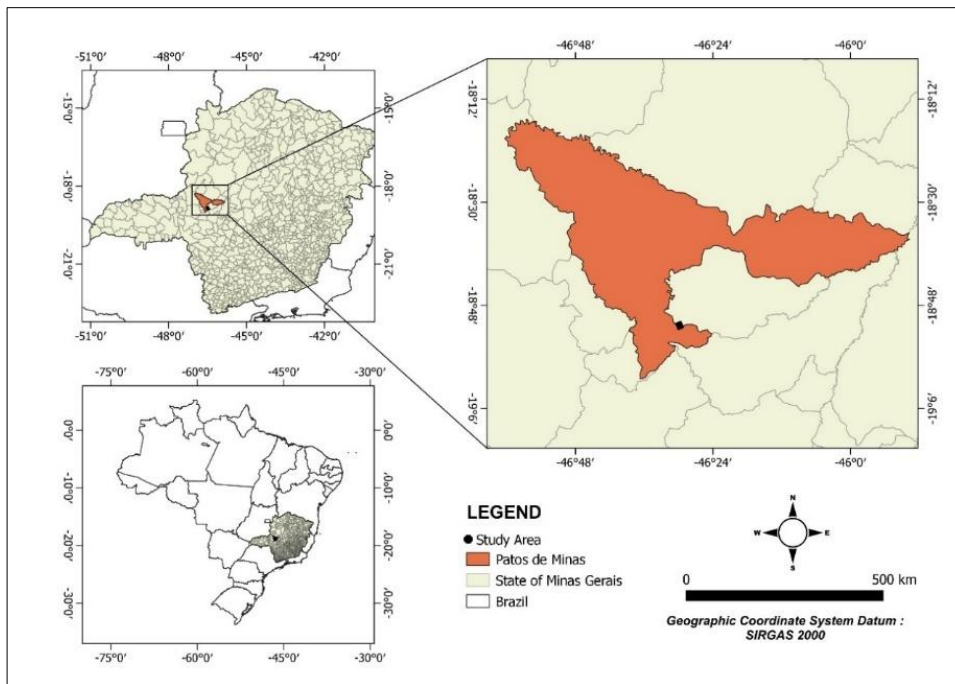 -51°0′ -48°0′ -45°0′ -42°0′
-15°0′ -15°0′
-18°0′ -18°0′
-21°0′ -21°0′
-51°0′ -48°0′ -45°0′ -42°0′
-46°48′ -46°24′ -46°0′
-18°12′ -18°12′
-18°30′ -18°30′
-18°48′ -18°48′
-19°6′ -19°6′
-46°48′ -46°24′ -46°0′
-75°0′ -60°0′ -45°0′ -30°0′
0°0′ 0°0′
-10°0′ -10°0′
-20°0′ -20°0′
-30°0′ -30°0′
-75°0′ -60°0′ -45°0′ -30°0′
LEGEND
Study Area
Patos de Minas
State of Minas Gerais
Brazil
N
W E
S
0 500 km
Geographic Coordinate System Datum :
SIRGAS 2000